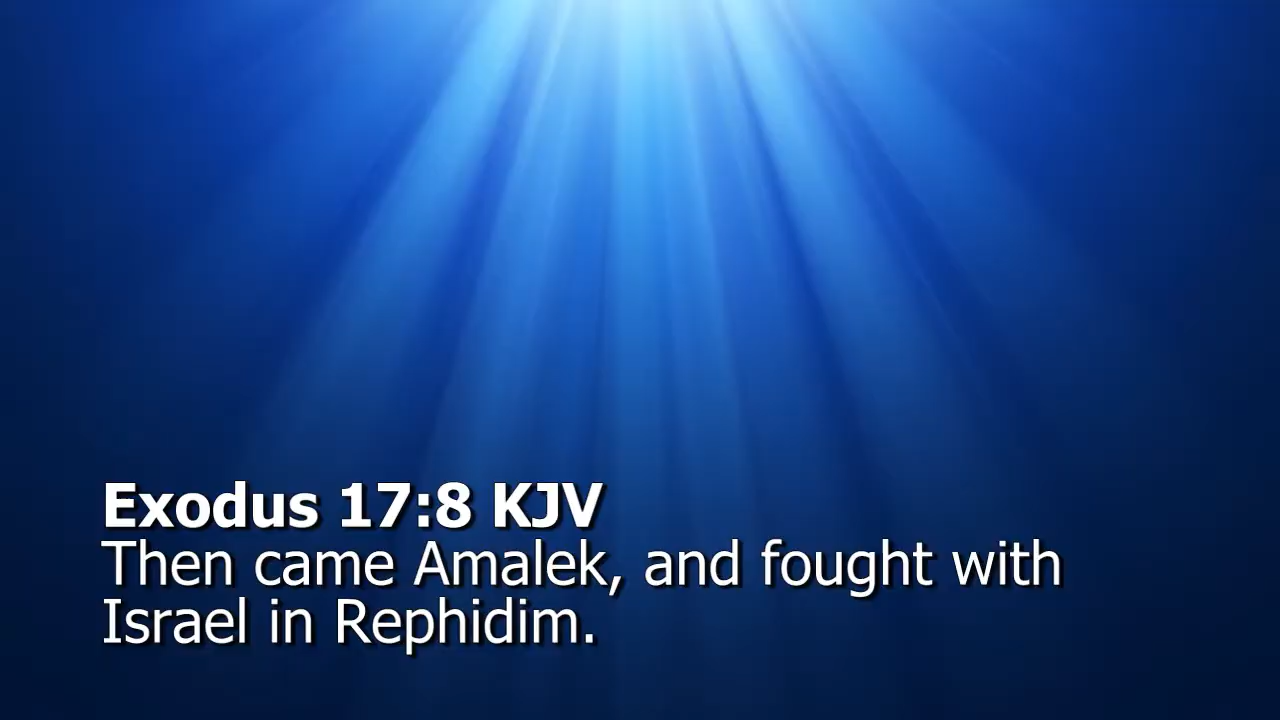 Exodus 17:8 KJV
Then came Amalek, and fought with
Israel in Rephidim.